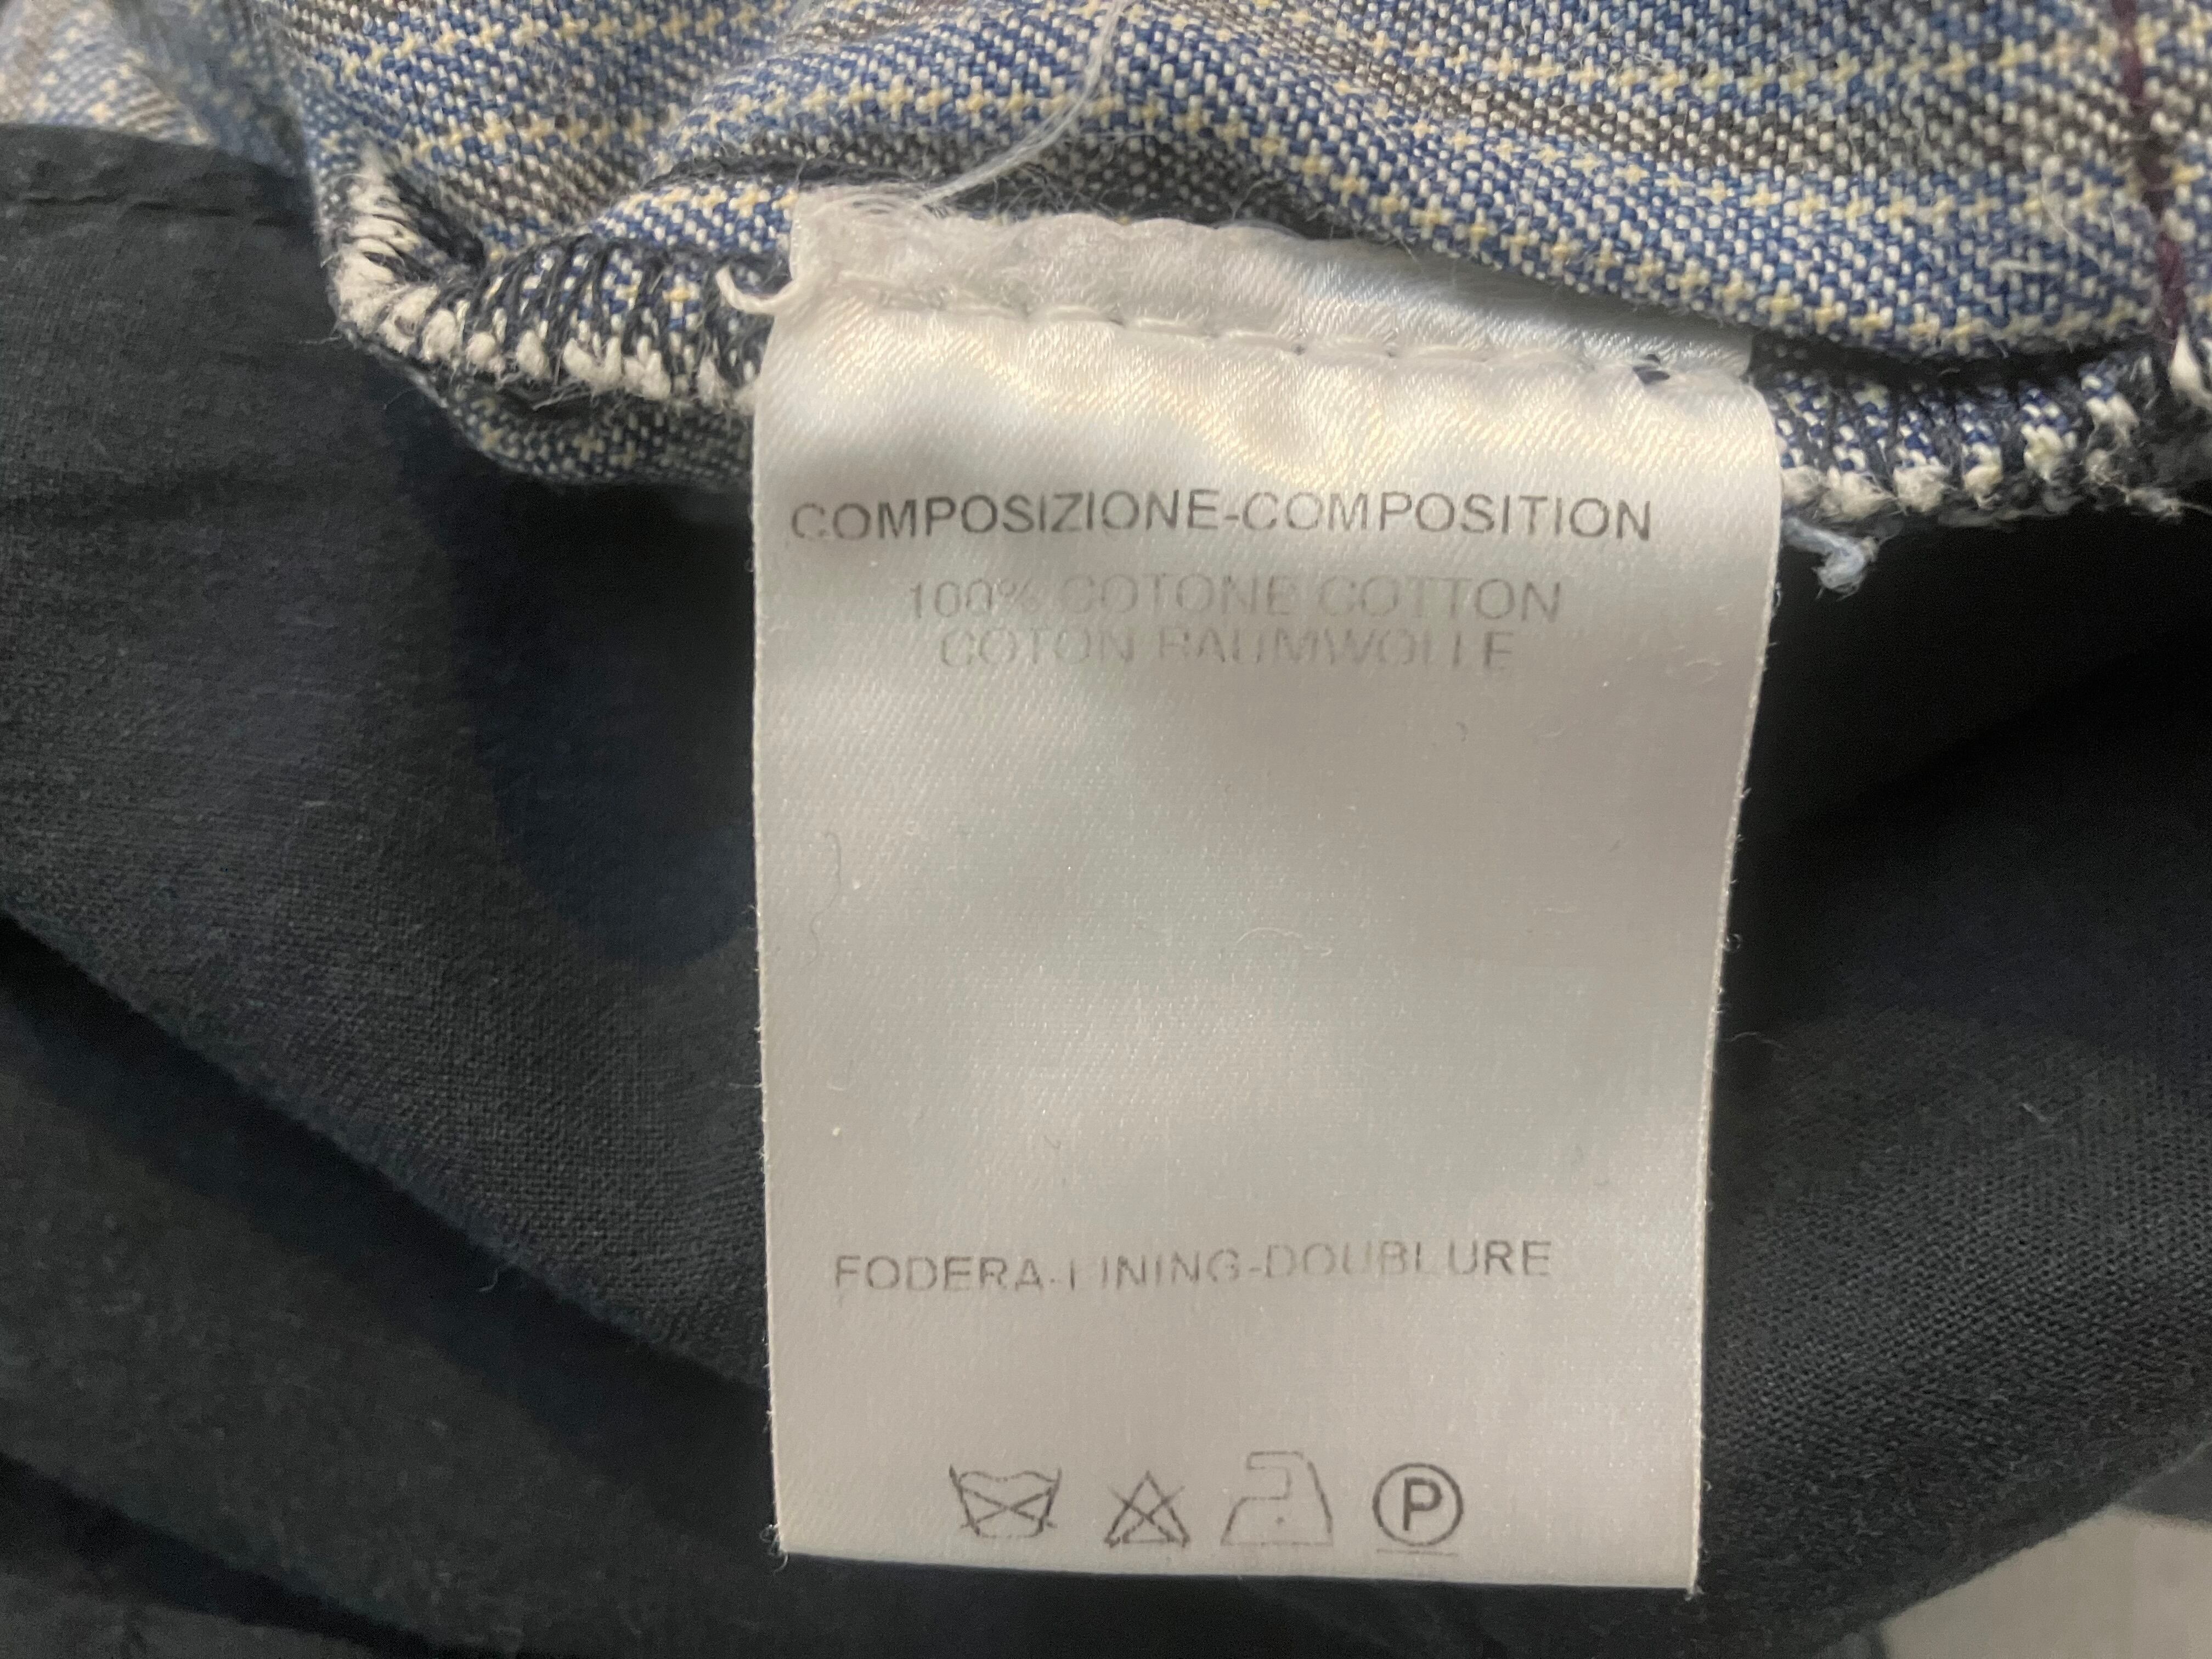 COMPOSIZIONE-COMPOSITION
100% COTONE COTTON
COTON BAUMWOLLE
FODERA-LINING-DOUBLURE
P